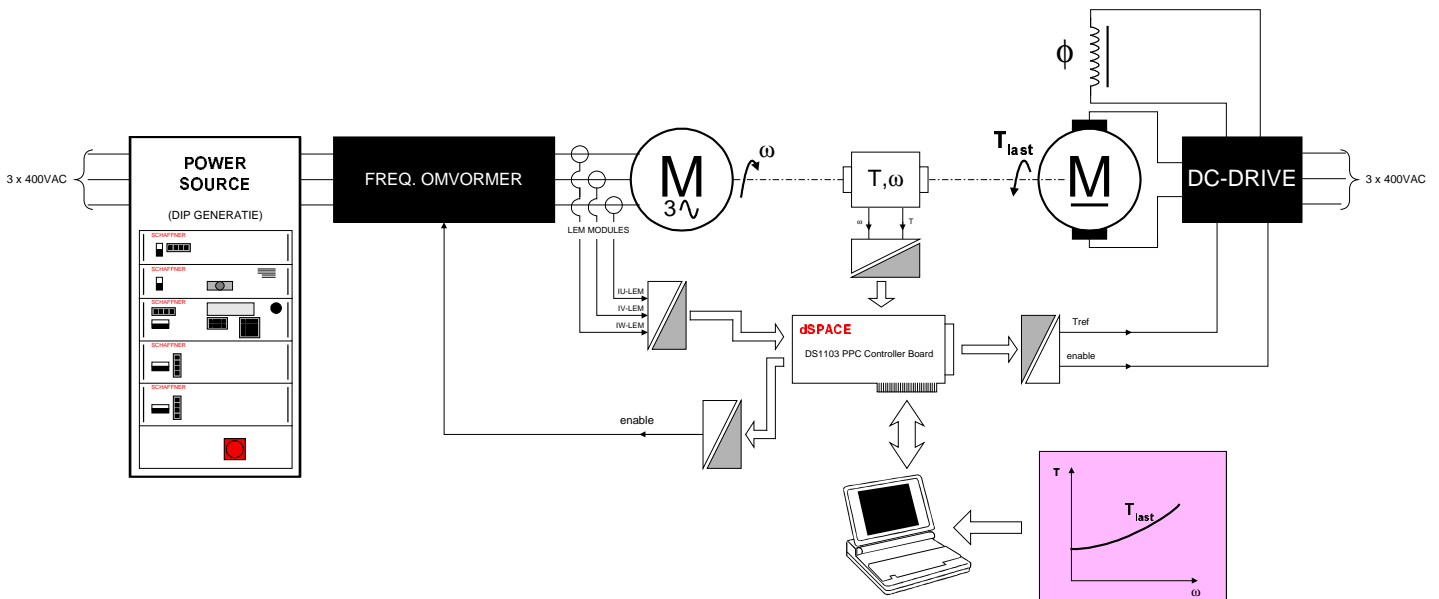 3 x 400VAC
POWER
SOURCE
(DIP GENERATIE)
SCHAFFNER
SCHAFFNER
SCHAFFNER
SCHAFFNER
SCHAFFNER
FREQ. OMVORMER
LEM MODULES
IU-LEM
IV-LEM
IW-LEM
M
3
ω
T,ω
ω
T
T last
ϕ
M
DC-DRIVE
3 x 400VAC
dSPACE
DS1103 PPC Controller Board
Tref
enable
enable
T
T last
ω